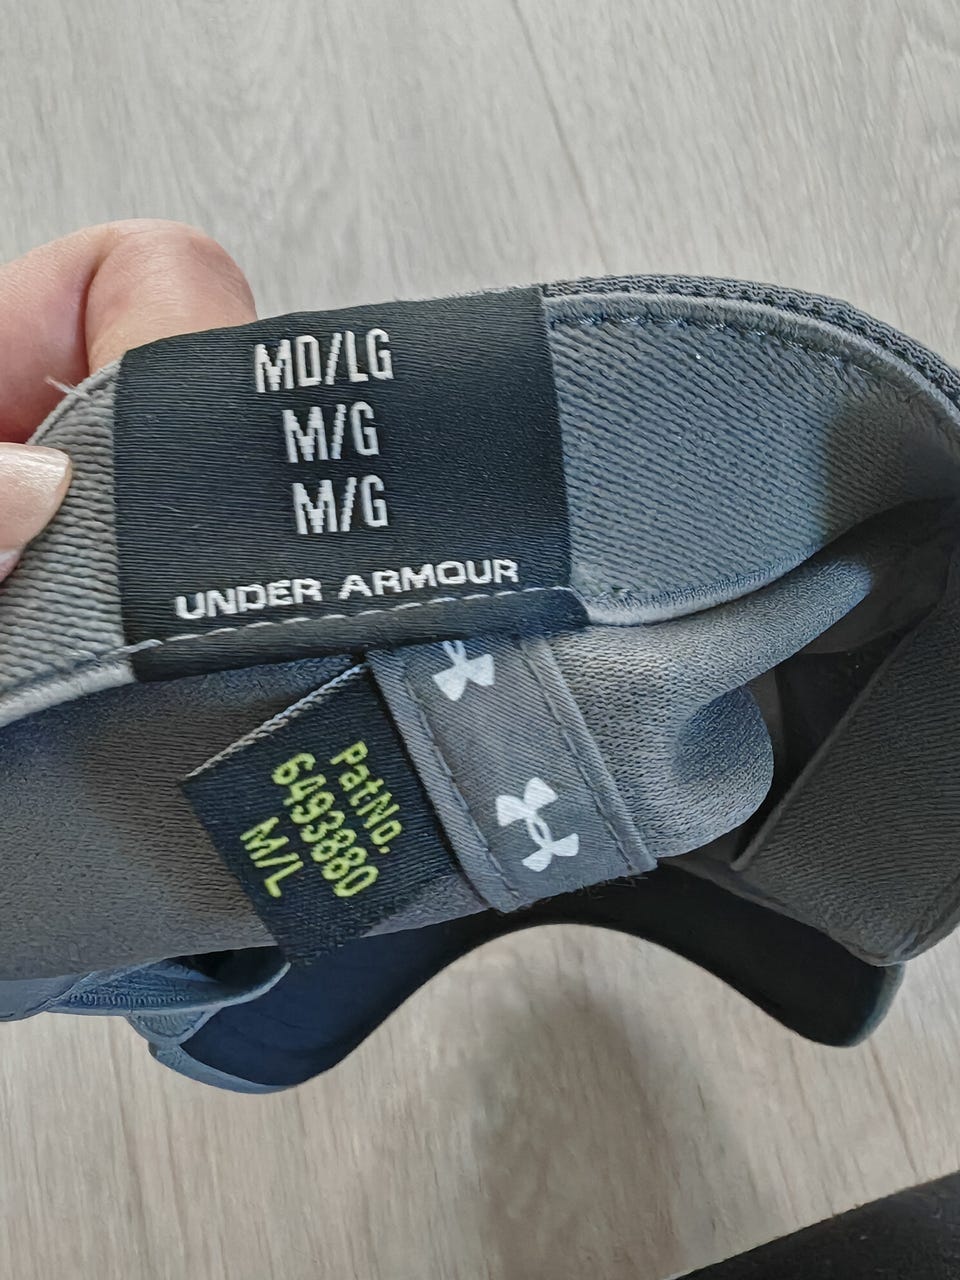 MD/LG
M/G
M/G
UNDER ARMOUR
PatNo.
6493880
M/L